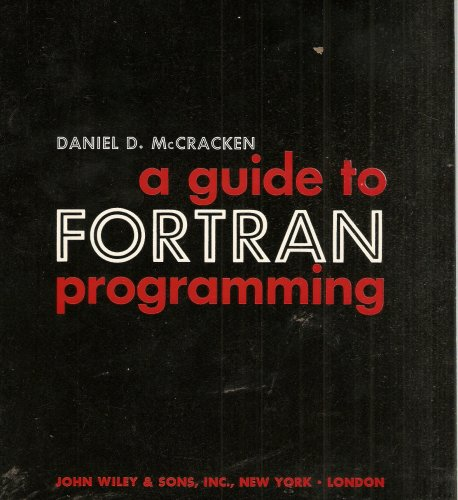 DANIEL D. McCRACKEN
a guide to
FORTRAN
programming
JOHN WILEY & SONS, INC., NEW YORK · LONDON